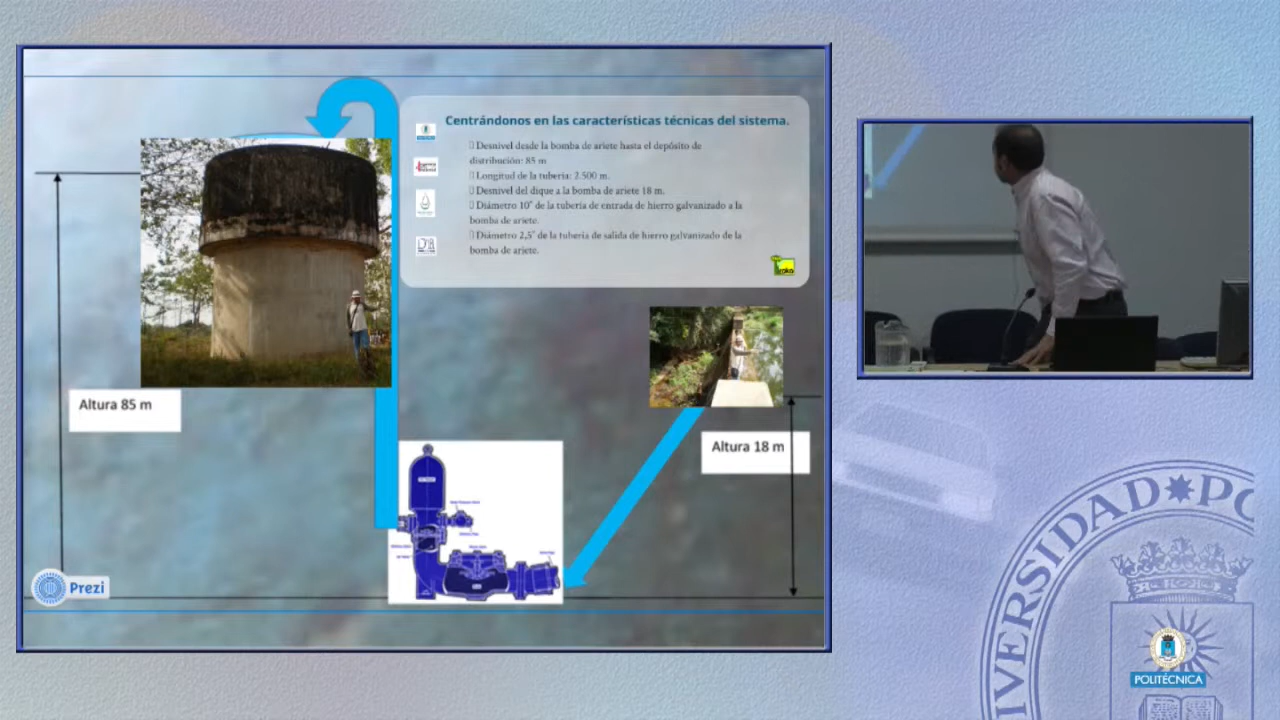 Centrándonos en las características técnicas del sistema.
Desnivel desde la bomba de ariete hasta el depósito de
distribución: 85 m
Longitud de la tubería: 2.500 m.
Desnivel del dique a la bomba de ariete 18 m.
Diámetro 10" de la tubería de entrada de hierro galvanizado a la
bomba de ariete.
Diámetro 2,5" de la tubería de salida de hierro galvanizado de la
bomba de ariete.
Altura 85 m
Altura 18 m
Prezi
IVERSIDAD PO
POLITÉCNICA